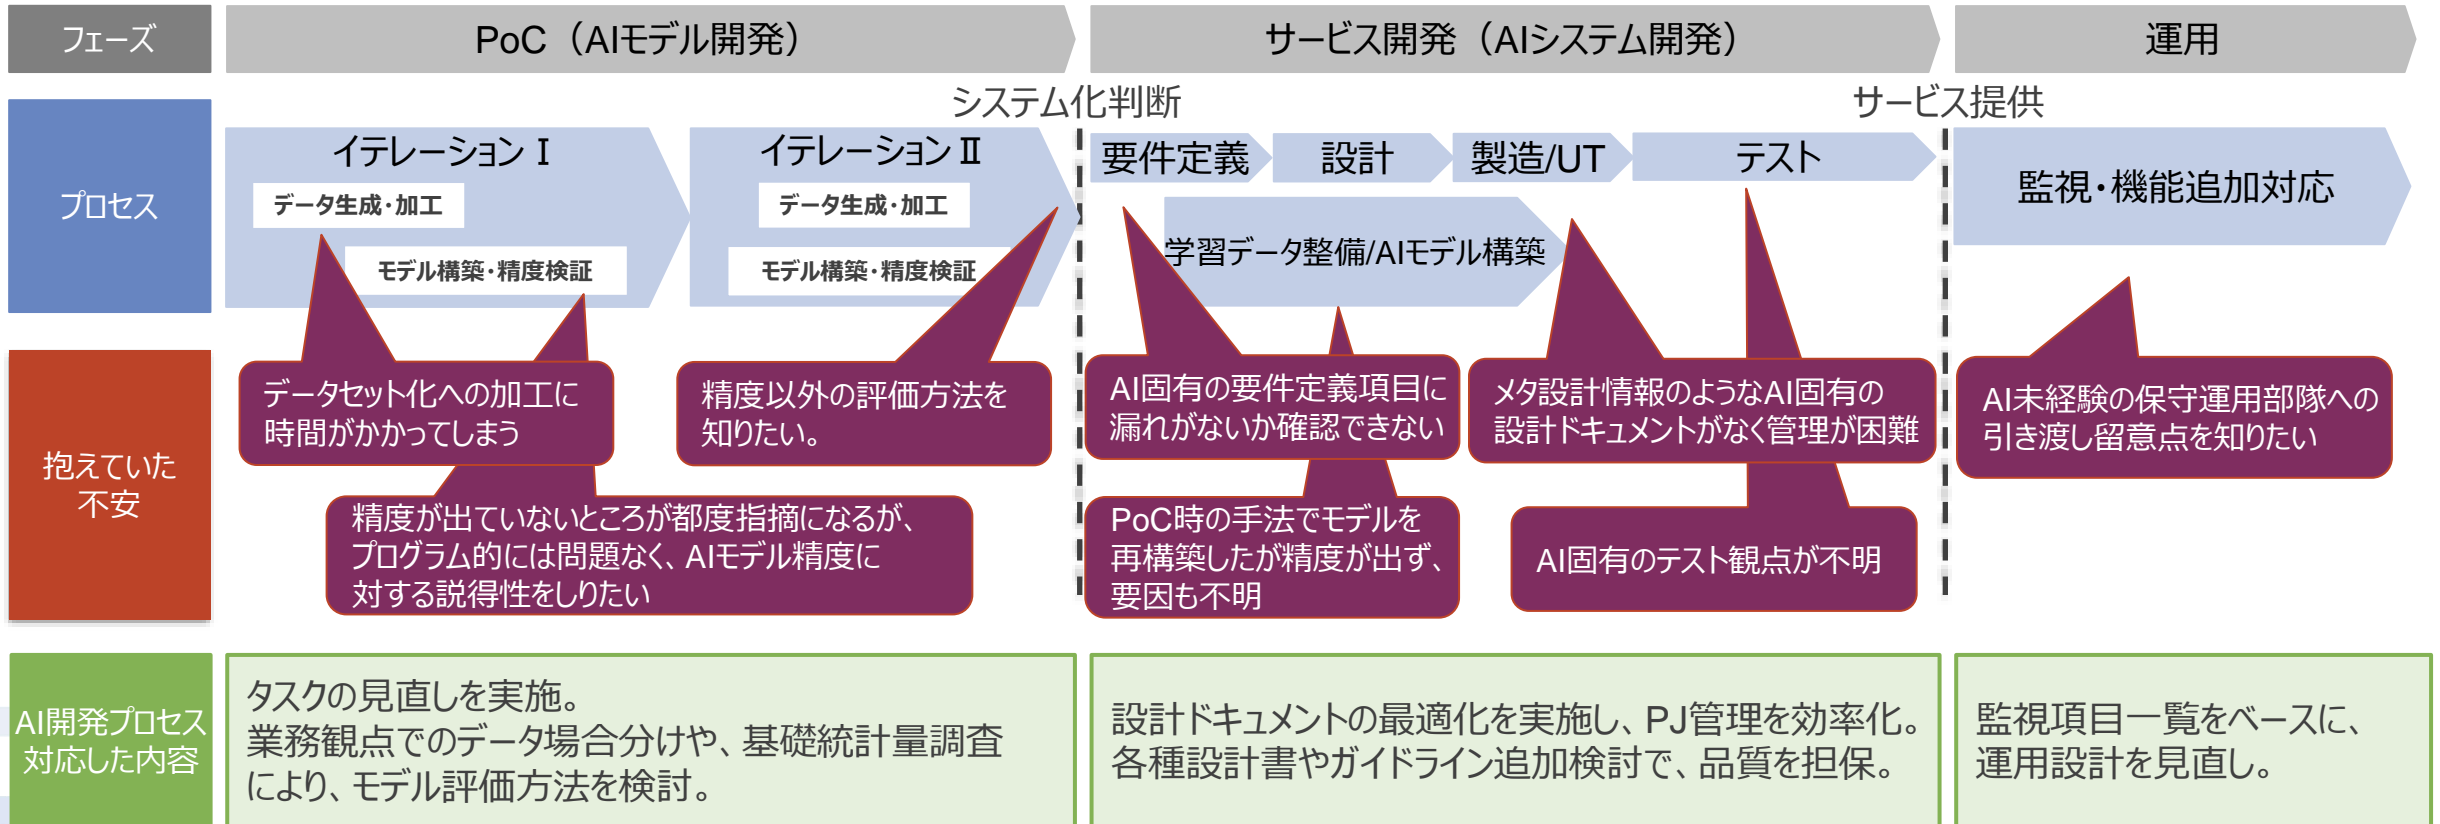 フェーズ
PoC（AIモデル開発）
サービス開発（AIシステム開発）
運用
システム化判断
サービス提供
プロセス
イテレーション I
データ生成・加工
モデル構築・精度検証
イテレーション Ⅱ
データ生成・加工
モデル構築・精度検証
要件定義
設計
製造/UT
テスト
学習データ整備/AIモデル構築
監視・機能追加対応
抱えていた
不安
データセット化への加工に
時間がかかってしまう
精度が出ていないところが都度指摘になるが、
プログラム的には問題なく、AIモデル精度に
対する説得性をしりたい
精度以外の評価方法を
知りたい。
AI固有の要件定義項目に
漏れがないか確認できない
PoC時の手法でモデルを
再構築したが精度が出ず、
要因も不明
メタ設計情報のようなAI固有の
設計ドキュメントがなく管理が困難
AI固有のテスト観点が不明
AI未経験の保守運用部隊への
引き渡し留意点を知りたい
AI開発プロセス
対応した内容
タスクの見直しを実施。
業務観点でのデータ場合分けや、基礎統計量調査
により、モデル評価方法を検討。
設計ドキュメントの最適化を実施し、PJ管理を効率化。
各種設計書やガイドライン追加検討で、品質を担保。
監視項目一覧をベースに、
運用設計を見直し。